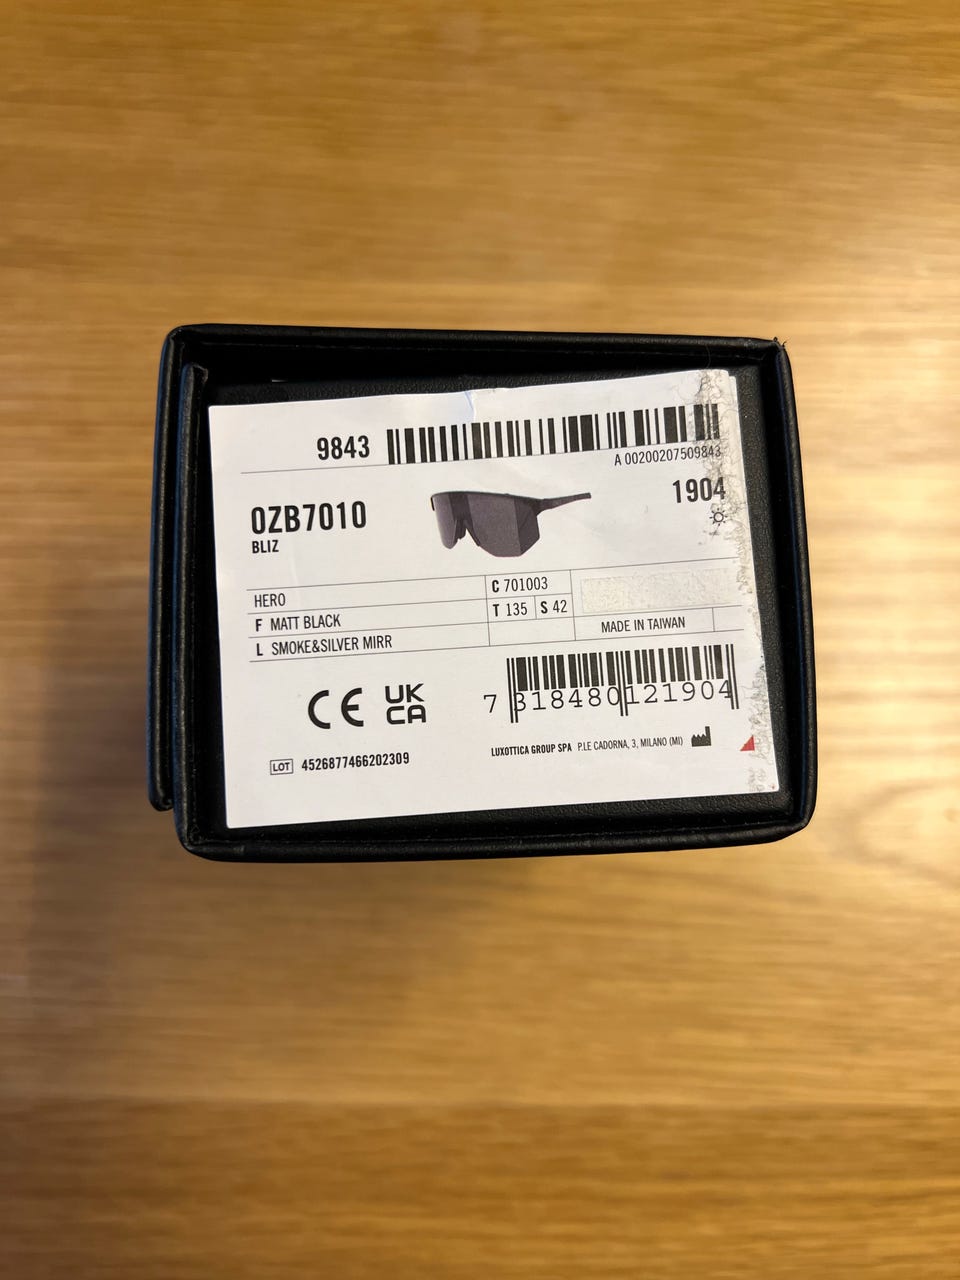 9843
A 00200207509843
0ZB7010
1904
BLIZ
HERO
C 701003
F MATT BLACK
T 135 S 42
L SMOKE&SILVER MIRR
MADE IN TAIWAN
CE UK CA
7 318480 121904
LUXOTTICA GROUP SPA P.LE CADORNA, 3, MILANO (MI)
LOT 4526877466202309